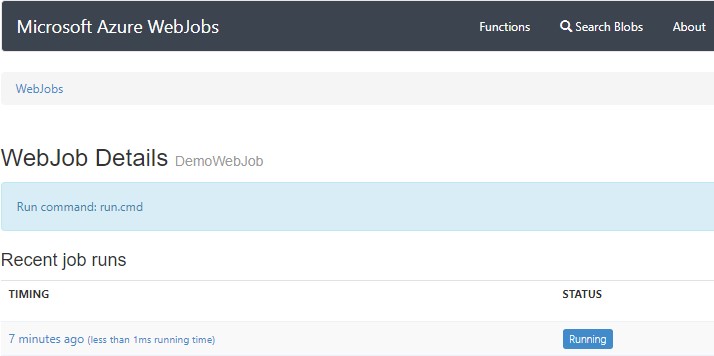 Microsoft Azure WebJobs Functions Search Blobs About
WebJobs
WebJob Details DemoWebJob
Run command: run.cmd
Recent job runs
TIMING STATUS
7 minutes ago (less than 1ms running time) Running